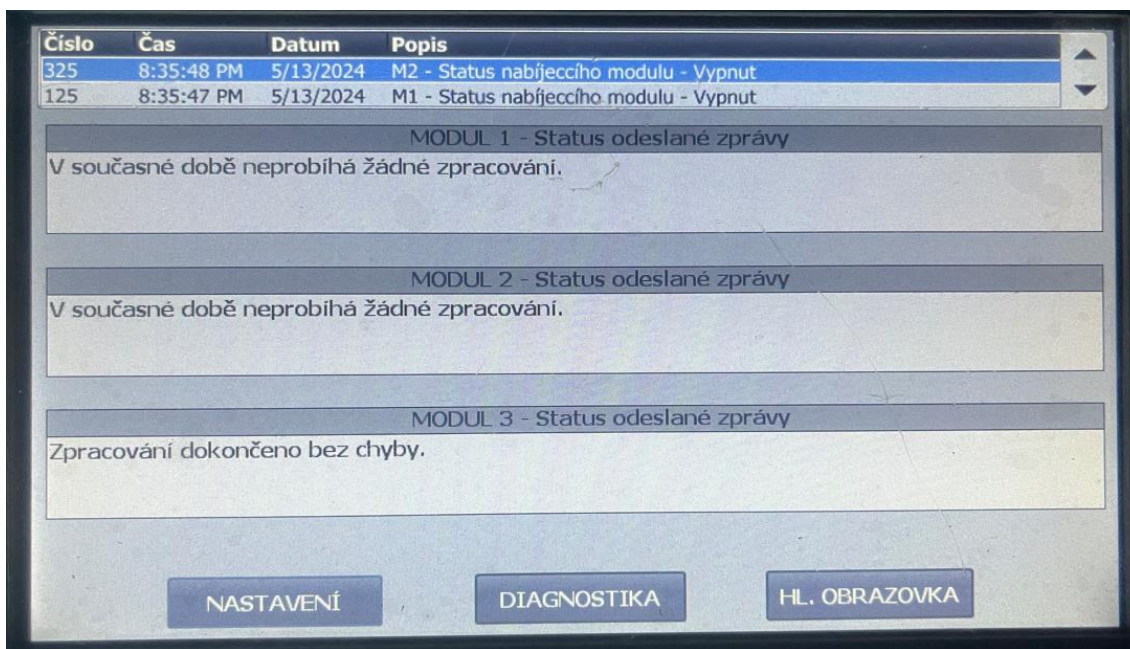 Číslo Čas Datum Popis
325 8:35:48 PM 5/13/2024 M2 - Status nabíjeccího modulu - Vypnut
125 8:35:47 PM 5/13/2024 M1 - Status nabíjeccího modulu - Vypnut
MODUL 1 - Status odeslané zprávy
V současné době neprobíhá žádné zpracování.
MODUL 2 - Status odeslané zprávy
V současné době neprobíhá žádné zpracování.
MODUL 3 - Status odeslané zprávy
Zpracování dokončeno bez chyby.
NASTAVENÍ DIAGNOSTIKA HL. OBRAZOVKA